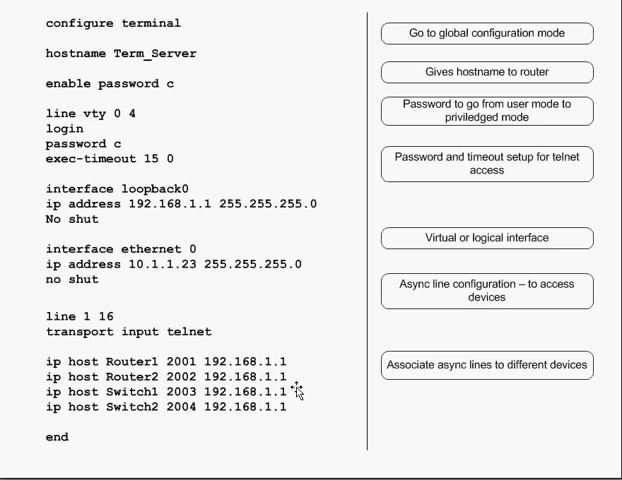 configure terminal
hostname Term_Server
enable password c
line vty 0 4
login
password c
exec-timeout 15 0
interface loopback0
ip address 192.168.1.1 255.255.255.0
No shut
interface ethernet 0
ip address 10.1.1.23 255.255.255.0
no shut
line 1 16
transport input telnet
ip host Router1 2001 192.168.1.1
ip host Router2 2002 192.168.1.1
ip host Switch1 2003 192.168.1.1
ip host Switch2 2004 192.168.1.1
end
Go to global configuration mode
Gives hostname to router
Password to go from user mode to
priviledged mode
Password and timeout setup for telnet
access
Virtual or logical interface
Async line configuration – to access
devices
Associate async lines to different devices